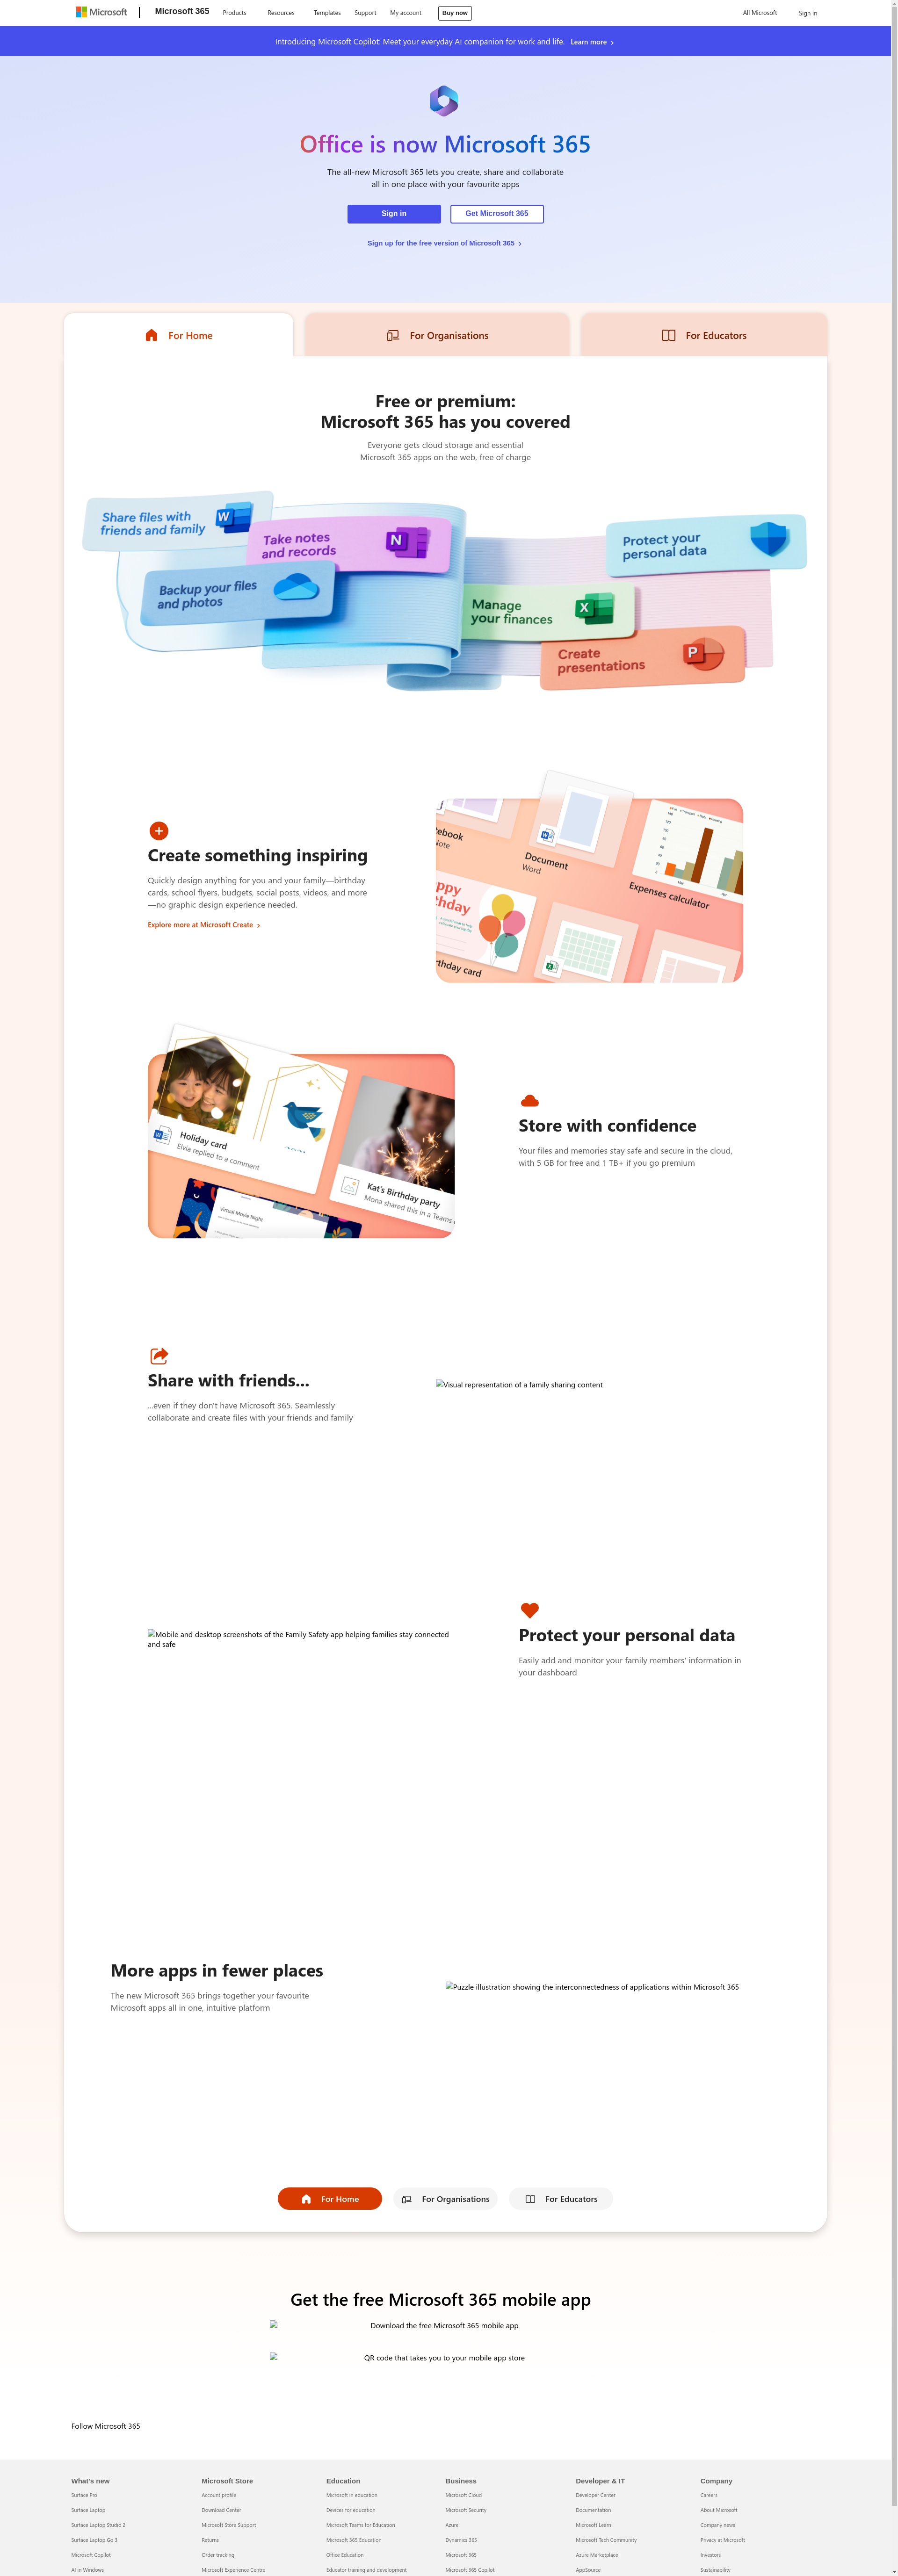 Microsoft
Microsoft 365
Products
Resources
Templates
Support
My account
Buy now
All Microsoft
Sign in
Introducing Microsoft Copilot: Meet your everyday AI companion for work and life. Learn more
Office is now Microsoft 365
The all-new Microsoft 365 lets you create, share and collaborate
all in one place with your favourite apps
Sign in
Get Microsoft 365
Sign up for the free version of Microsoft 365
For Home
For Organisations
For Educators
Free or premium:
Microsoft 365 has you covered
Everyone gets cloud storage and essential
Microsoft 365 apps on the web, free of charge
Share files with
friends and family
Take notes
and records
Backup your files
and photos
Protect your
personal data
Manage
your finances
Create
presentations
Create something inspiring
Quickly design anything for you and your family—birthday
cards, school flyers, budgets, social posts, videos, and more
—no graphic design experience needed.
Explore more at Microsoft Create
Document
Word
Expenses calculator
Holiday card
Elvia replied to a comment
Kat's Birthday party
Mona shared this in a Teams
Virtual Movie Night
Store with confidence
Your files and memories stay safe and secure in the cloud,
with 5 GB for free and 1 TB+ if you go premium
Share with friends...
...even if they don't have Microsoft 365. Seamlessly
collaborate and create files with your friends and family
Visual representation of a family sharing content
Mobile and desktop screenshots of the Family Safety app helping families stay connected
and safe
Protect your personal data
Easily add and monitor your family members' information in
your dashboard
More apps in fewer places
The new Microsoft 365 brings together your favourite
Microsoft apps all in one, intuitive platform
Puzzle illustration showing the interconnectedness of applications within Microsoft 365
For Home
For Organisations
For Educators
Get the free Microsoft 365 mobile app
Download the free Microsoft 365 mobile app
QR code that takes you to your mobile app store
Follow Microsoft 365
What's new
Surface Pro
Surface Laptop
Surface Laptop Studio 2
Surface Laptop Go 3
Microsoft Copilot
AI in Windows
Microsoft Store
Account profile
Download Center
Microsoft Store Support
Returns
Order tracking
Microsoft Experience Centre
Education
Microsoft in education
Devices for education
Microsoft Teams for Education
Microsoft 365 Education
Office Education
Educator training and development
Business
Microsoft Cloud
Microsoft Security
Azure
Dynamics 365
Microsoft 365
Microsoft 365 Copilot
Developer & IT
Developer Center
Documentation
Microsoft Learn
Microsoft Tech Community
Azure Marketplace
AppSource
Company
Careers
About Microsoft
Company news
Privacy at Microsoft
Investors
Sustainability